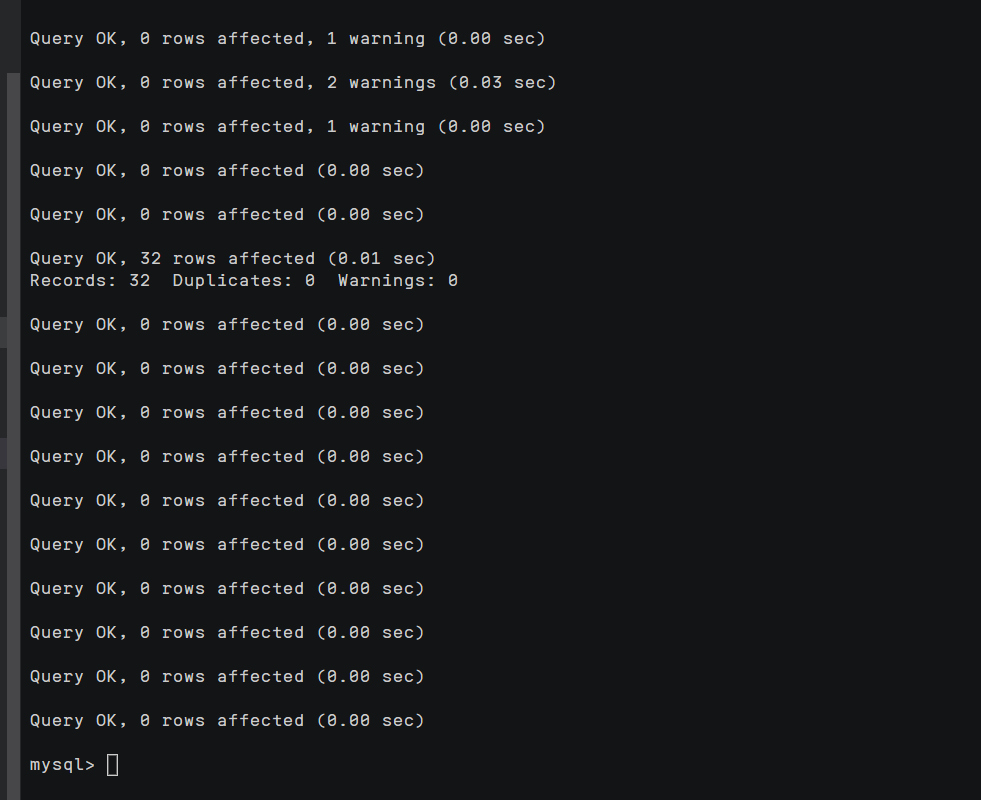 Query OK, 0 rows affected, 1 warning (0.00 sec)
Query OK, 0 rows affected, 2 warnings (0.03 sec)
Query OK, 0 rows affected, 1 warning (0.00 sec)
Query OK, 0 rows affected (0.00 sec)
Query OK, 0 rows affected (0.00 sec)
Query OK, 32 rows affected (0.01 sec)
Records: 32  Duplicates: 0  Warnings: 0
Query OK, 0 rows affected (0.00 sec)
Query OK, 0 rows affected (0.00 sec)
Query OK, 0 rows affected (0.00 sec)
Query OK, 0 rows affected (0.00 sec)
Query OK, 0 rows affected (0.00 sec)
Query OK, 0 rows affected (0.00 sec)
Query OK, 0 rows affected (0.00 sec)
Query OK, 0 rows affected (0.00 sec)
Query OK, 0 rows affected (0.00 sec)
Query OK, 0 rows affected (0.00 sec)
mysql>